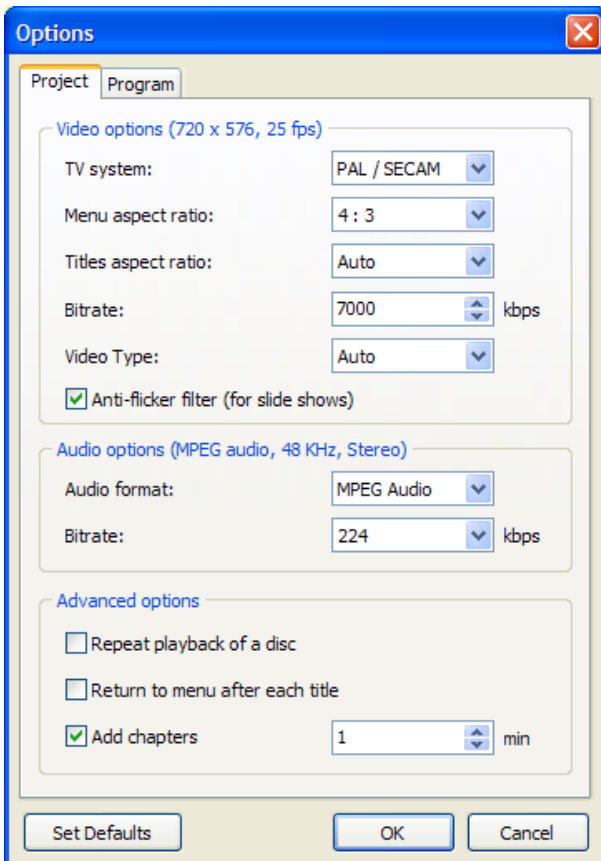 Options
Project Program
Video options (720 x 576, 25 fps)
TV system: PAL / SECAM
Menu aspect ratio: 4 : 3
Titles aspect ratio: Auto
Bitrate: 7000 kbps
Video Type: Auto
Anti-flicker filter (for slide shows)
Audio options (MPEG audio, 48 KHz, Stereo)
Audio format: MPEG Audio
Bitrate: 224 kbps
Advanced options
Repeat playback of a disc
Return to menu after each title
Add chapters 1 min
Set Defaults OK Cancel